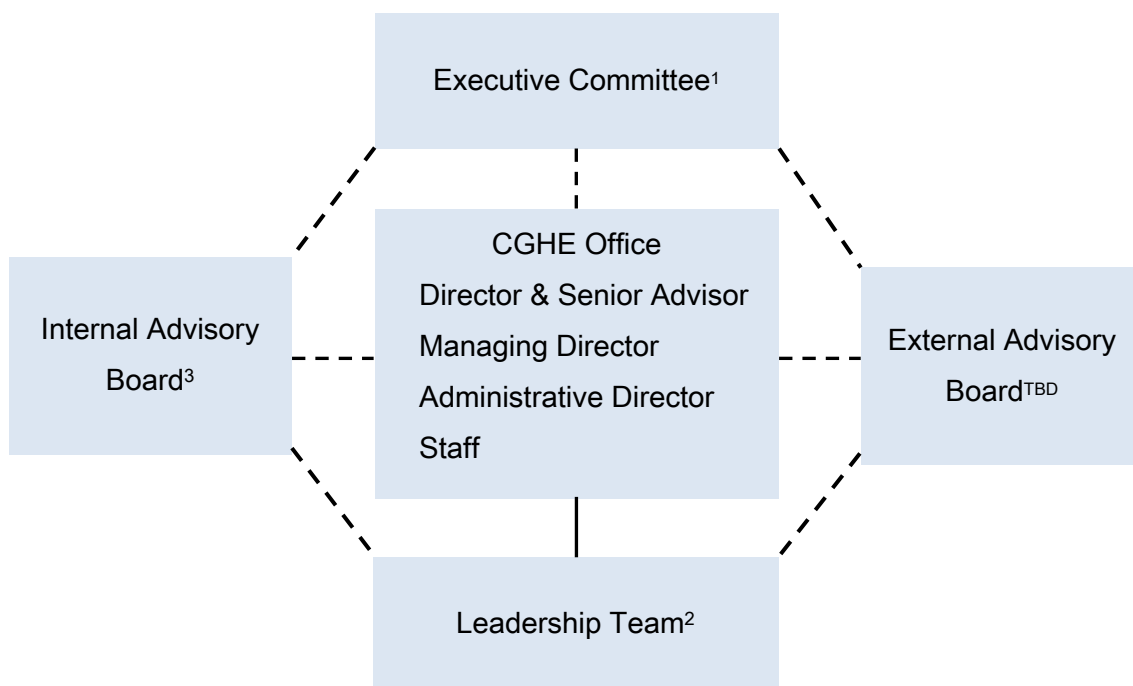 Executive Committee¹
CGHE Office
Director & Senior Advisor
Managing Director
Administrative Director
Staff
Internal Advisory
Board³
External Advisory
Boardᵀᴮᴰ
Leadership Team²